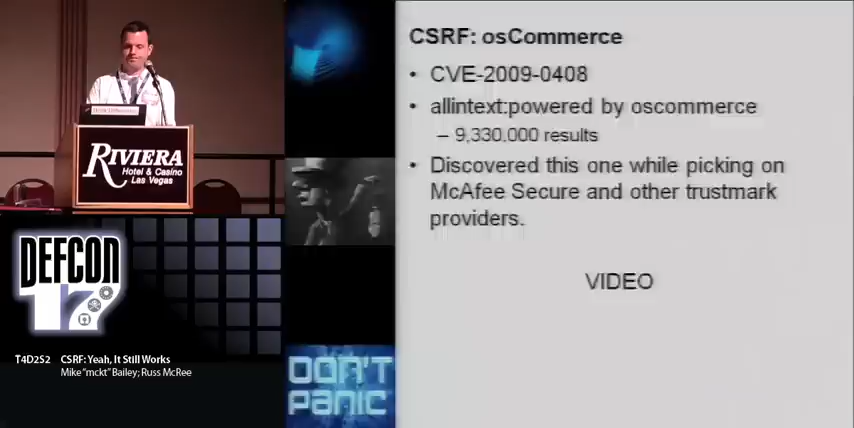 CSRF: osCommerce
• CVE-2009-0408
• allintext:powered by oscommerce
– 9,330,000 results
• Discovered this one while picking on
McAfee Secure and other trustmark
providers.
VIDEO
RIVIERA
Hotel & Casino
Las Vegas
DEFCON
17
T4D2S2 CSRF: Yeah, It Still Works
Mike "mckt" Bailey; Russ McRee
DON'T
PANIC